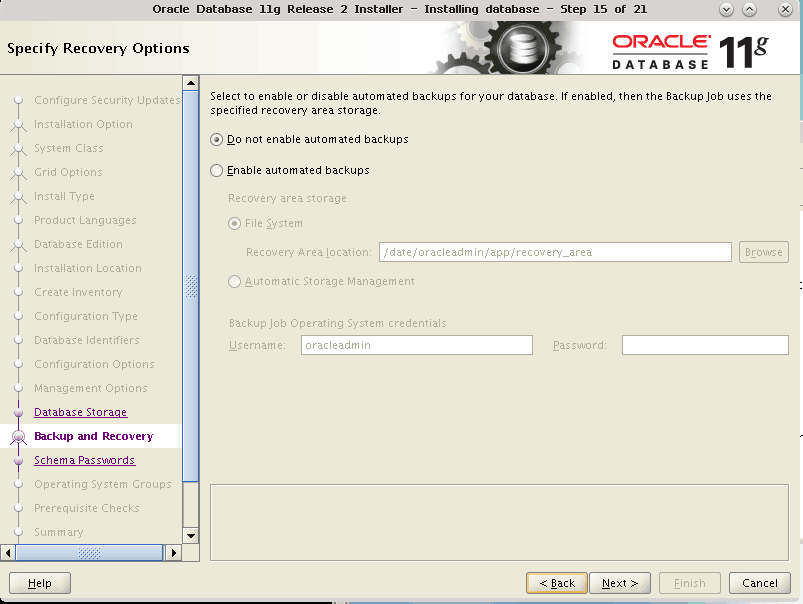 Oracle Database 11g Release 2 Installer - Installing database - Step 15 of 21
Specify Recovery Options
ORACLE
DATABASE
11g
Configure Security Updates
Installation Option
System Class
Grid Options
Install Type
Product Languages
Database Edition
Installation Location
Create Inventory
Configuration Type
Database Identifiers
Configuration Options
Management Options
Database Storage
Backup and Recovery
Schema Passwords
Operating System Groups
Prerequisite Checks
Summary
Select to enable or disable automated backups for your database. If enabled, then the Backup Job uses the
specified recovery area storage.
Do not enable automated backups
Enable automated backups
Recovery area storage
File System
Recovery Area location: /date/oracleadmin/app/recovery_area Browse
Automatic Storage Management
Backup Job Operating System credentials
Username: oracleadmin Password:
Help < Back Next > Finish Cancel